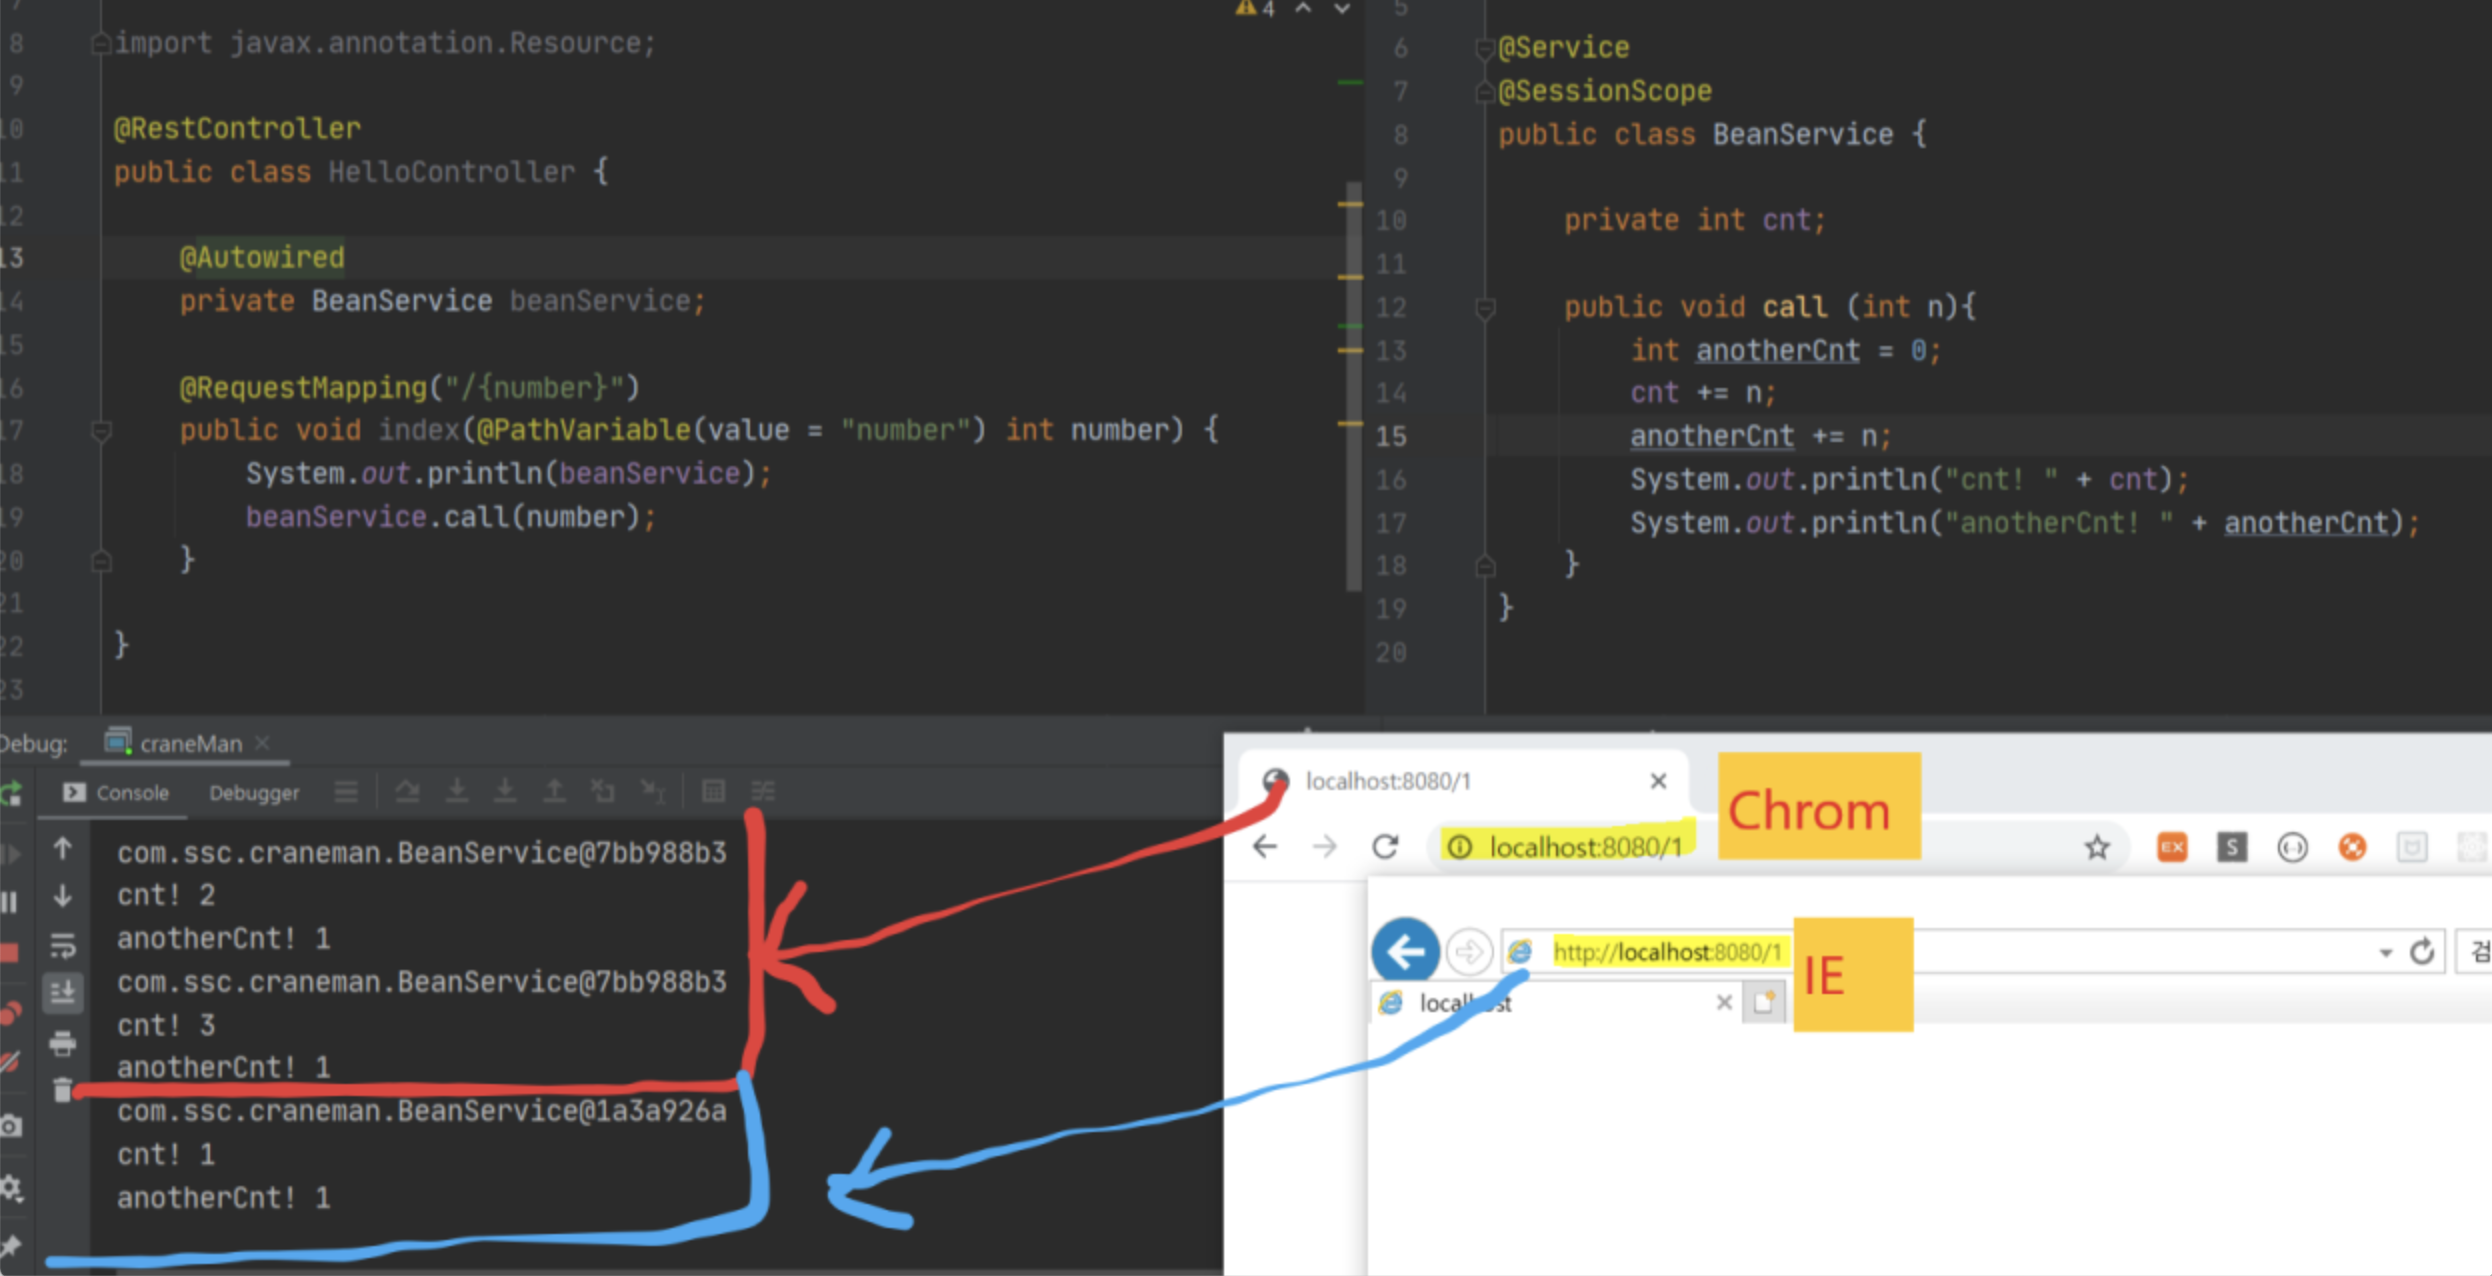 4
7
8 import javax.annotation.Resource;
9
10 @RestController
11 public class HelloController {
12
13 @Autowired
14 private BeanService beanService;
15
16 @RequestMapping("/{number}")
17 public void index(@PathVariable(value = "number") int number) {
18 System.out.println(beanService);
19 beanService.call(number);
20 }
21
22 }
23
5
6 @Service
7 @SessionScope
8 public class BeanService {
9
10 private int cnt;
11
12 public void call (int n){
13 int anotherCnt = 0;
14 cnt += n;
15 anotherCnt += n;
16 System.out.println("cnt! " + cnt);
17 System.out.println("anotherCnt! " + anotherCnt);
18 }
19 }
20
Debug: craneMan
Console Debugger
com.ssc.craneman.BeanService@7bb988b3
cnt! 2
anotherCnt! 1
com.ssc.craneman.BeanService@7bb988b3
cnt! 3
anotherCnt! 1
com.ssc.craneman.BeanService@1a3a926a
cnt! 1
anotherCnt! 1
localhost:8080/1
Chrom
localhost:8080/1
EX S
http://localhost:8080/1
IE
검
localhost